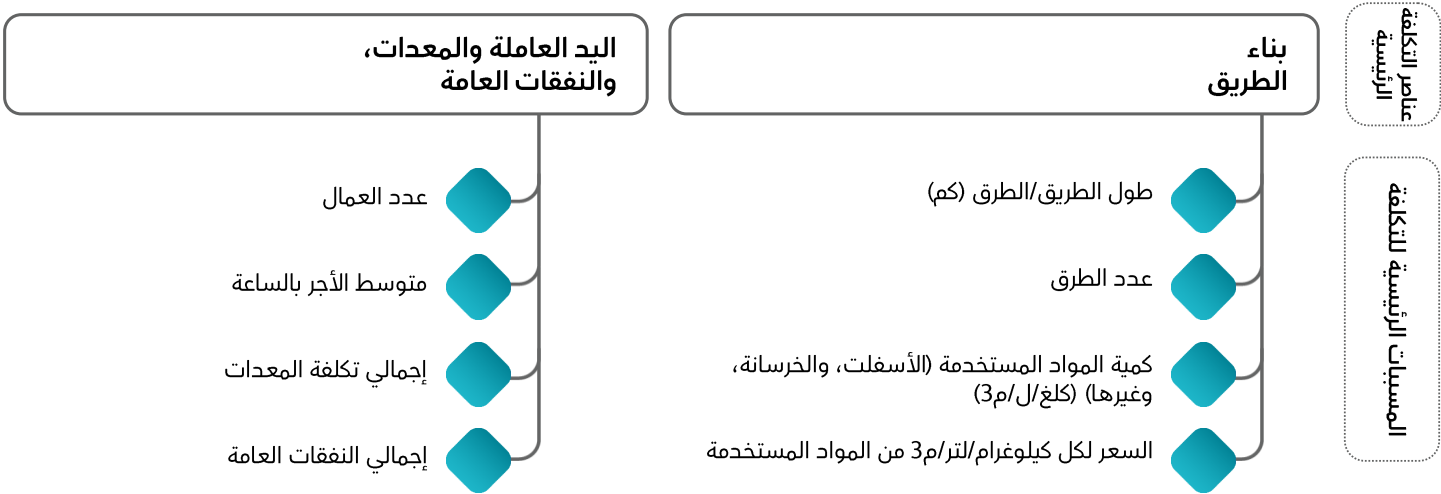 عناصر التكلفة
الرئيسية
بناء
الطريق
اليد العاملة والمعدات،
والنفقات العامة
المسببات الرئيسية للتكلفة
طول الطريق/الطرق (كم)
عدد الطرق
كمية المواد المستخدمة (الأسفلت، والخرسانة،
وغيرها) (كلغ/ل/م3)
السعر لكل كيلوغرام/لتر/م3 من المواد المستخدمة
عدد العمال
متوسط الأجر بالساعة
إجمالي تكلفة المعدات
إجمالي النفقات العامة